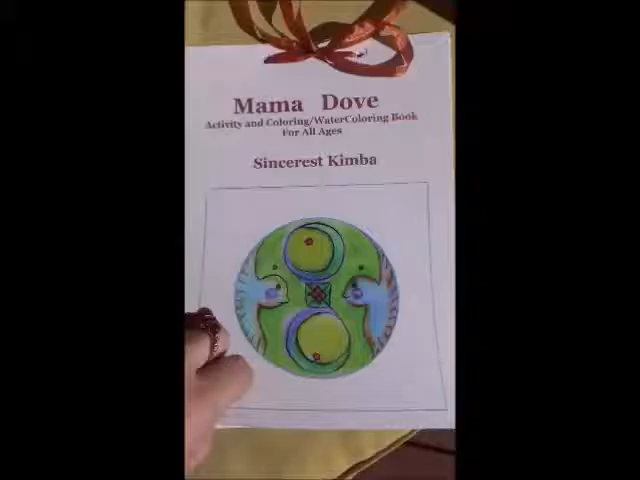 Mama Dove
Activity and Coloring/WaterColoring Book
For All Ages
Sincerest Kimba